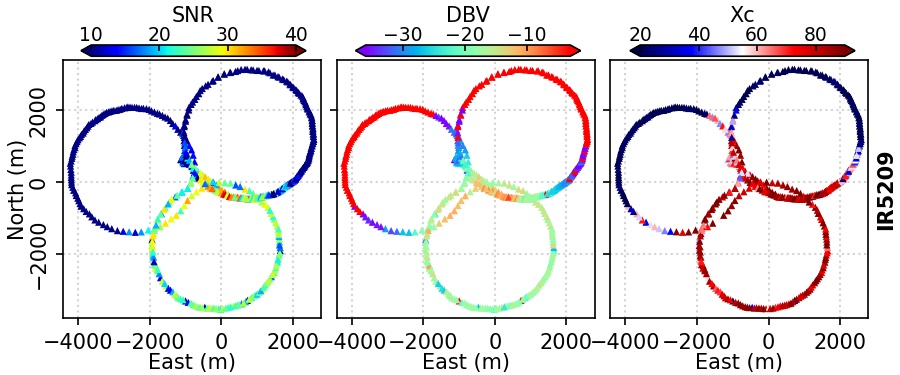 SNR DBV Xc
10 20 30 40 −30 −20 −10 20 40 60 80
2000
0
−2000
North (m)
IR5209
−4000 −2000 0 2000 −4000 −2000 0 2000 −4000 −2000 0 2000
East (m) East (m) East (m)